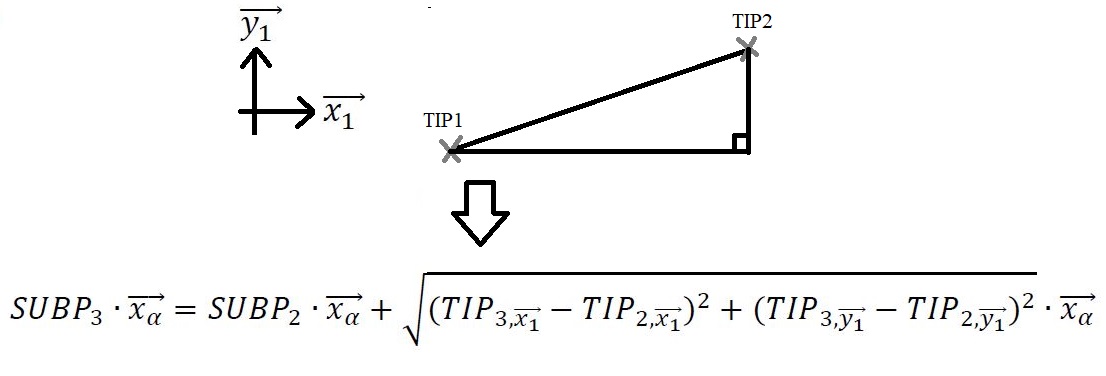 $\overrightarrow{y_1}$
TIP2
$\overrightarrow{x_1}$
TIP1
$SUBP_3 \cdot \overrightarrow{x_\alpha} = SUBP_2 \cdot \overrightarrow{x_\alpha} + \sqrt{(TIP_{3,\overrightarrow{x_1}} - TIP_{2,\overrightarrow{x_1}})^2 + (TIP_{3,\overrightarrow{y_1}} - TIP_{2,\overrightarrow{y_1}})^2} \cdot \overrightarrow{x_\alpha}$